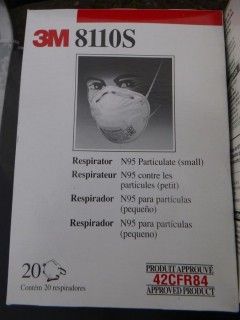 3M 8110S
Respirator N95 Particulate (small)
Respirateur N95 contre les
particules (petit)
Respirador N95 para partículas
(pequeño)
Respirador N95 para partículas
(pequeno)
20
Contém 20 respiradores
PRODUIT APPROUVÉ
42CFR84
APPROVED PRODUCT